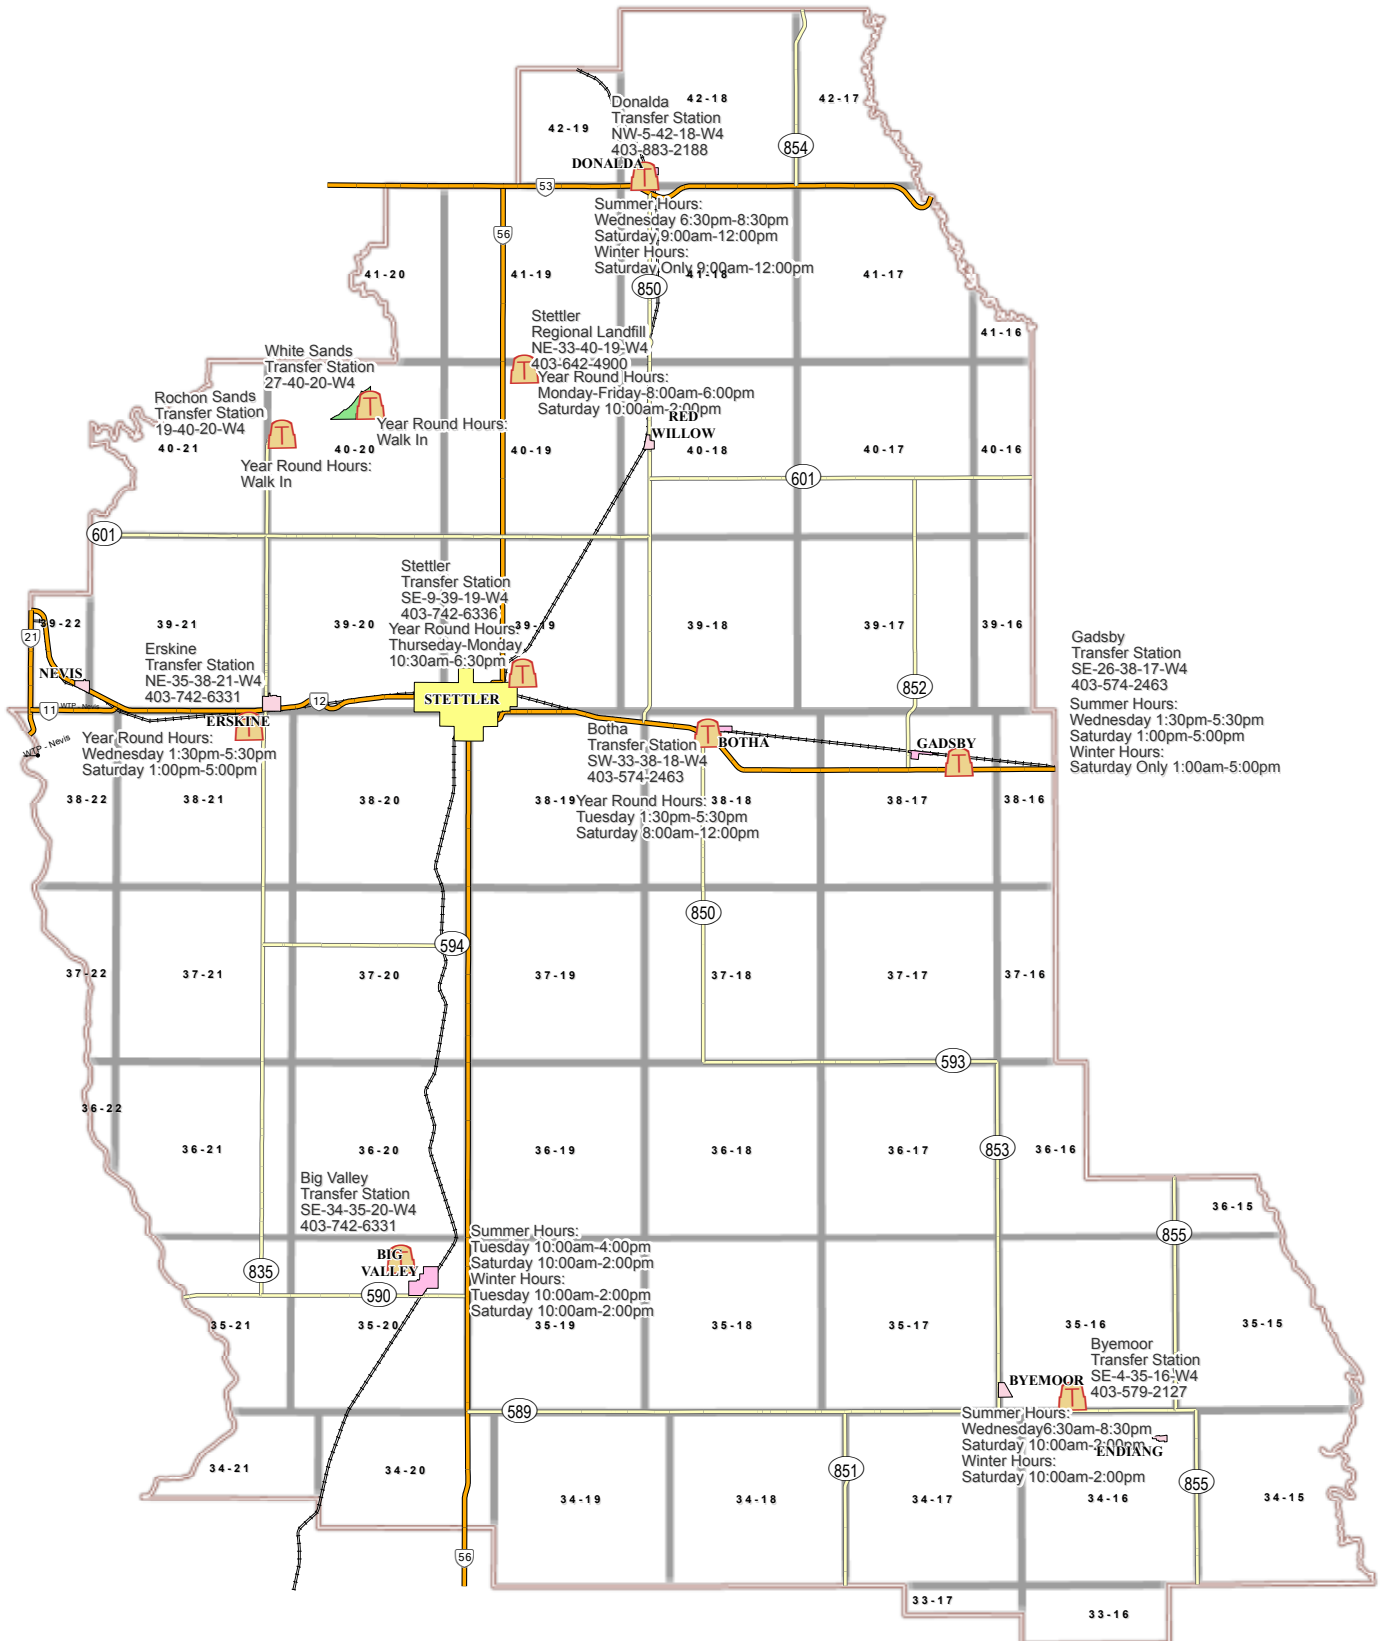 42-18
42-17
42-19
Donalda
Transfer Station
NW-5-42-18-W4
403-883-2188
854
DONALDA
53
Summer Hours:
Wednesday 6:30pm-8:30pm
Saturday 9:00am-12:00pm
Winter Hours:
Saturday Only 9:00am-12:00pm
56
41-20
41-19
41-18
41-17
850
41-16
Stettler
Regional Landfill
NE-33-40-19-W4
403-642-4900
Year Round Hours:
Monday-Friday-8:00am-6:00pm
Saturday 10:00am-2:00pm
White Sands
Transfer Station
27-40-20-W4
Year Round Hours:
Walk In
Rochon Sands
Transfer Station
19-40-20-W4
Year Round Hours:
Walk In
RED
WILLOW
40-21
40-20
40-19
40-18
40-17
40-16
601
601
Stettler
Transfer Station
SE-9-39-19-W4
403-742-6336
Year Round Hours:
Thurseday-Monday
10:30am-6:30pm
39-22
39-21
39-20
39-19
39-18
39-17
39-16
21
NEVIS
Erskine
Transfer Station
NE-35-38-21-W4
403-742-6331
11
WTP - Nevis
WTP - Nevis
ERSKINE
12
STETTLER
852
Year Round Hours:
Wednesday 1:30pm-5:30pm
Saturday 1:00pm-5:00pm
Botha
Transfer Station
SW-33-38-18-W4
403-574-2463
BOTHA
GADSBY
Year Round Hours:
Tuesday 1:30pm-5:30pm
Saturday 8:00am-12:00pm
Gadsby
Transfer Station
SE-26-38-17-W4
403-574-2463
Summer Hours:
Wednesday 1:30pm-5:30pm
Saturday 1:00pm-5:00pm
Winter Hours:
Saturday Only 1:00am-5:00pm
38-22
38-21
38-20
38-19
38-18
38-17
38-16
850
594
37-22
37-21
37-20
37-19
37-18
37-17
37-16
593
36-22
36-21
36-20
36-19
36-18
36-17
853
36-16
36-15
Big Valley
Transfer Station
SE-34-35-20-W4
403-742-6331
Summer Hours:
Tuesday 10:00am-4:00pm
Saturday 10:00am-2:00pm
Winter Hours:
Tuesday 10:00am-2:00pm
Saturday 10:00am-2:00pm
855
BIG
VALLEY
835
590
35-21
35-20
35-19
35-18
35-17
35-16
35-15
Byemoor
Transfer Station
SE-4-35-16-W4
403-579-2127
BYEMOOR
589
Summer Hours:
Wednesday6:30am-8:30pm
Saturday 10:00am-2:00pm
Winter Hours:
Saturday 10:00am-2:00pm
ENDIANG
34-21
34-20
34-19
34-18
851
34-17
34-16
855
34-15
56
33-17
33-16